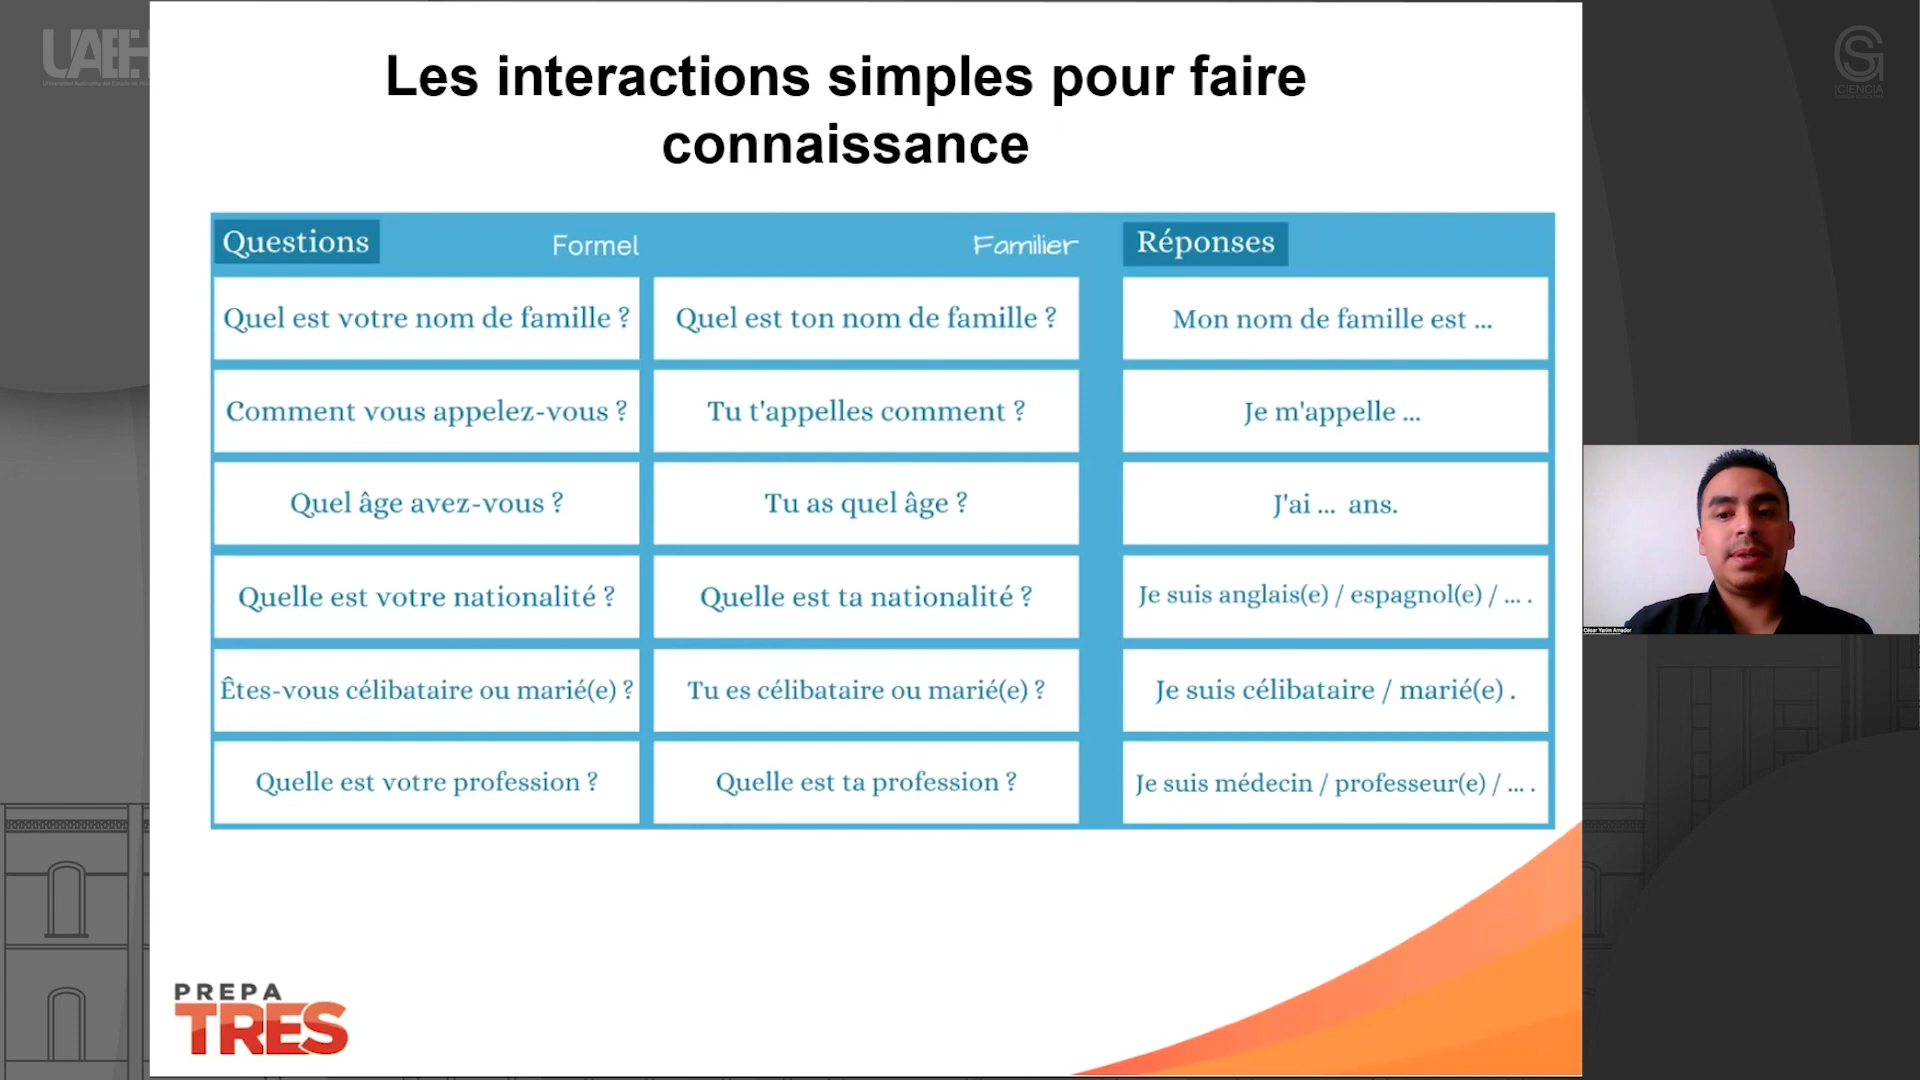 UAEH
Les interactions simples pour faire
connaissance
Questions Formel Familier Réponses
Quel est votre nom de famille ? Quel est ton nom de famille ? Mon nom de famille est ...
Comment vous appelez-vous ? Tu t'appelles comment ? Je m'appelle ...
Quel âge avez-vous ? Tu as quel âge ? J'ai ... ans.
Quelle est votre nationalité ? Quelle est ta nationalité ? Je suis anglais(e) / espagnol(e) / ... .
Êtes-vous célibataire ou marié(e) ? Tu es célibataire ou marié(e) ? Je suis célibataire / marié(e) .
Quelle est votre profession ? Quelle est ta profession ? Je suis médecin / professeur(e) / ... .
César Yarim Amador
PREPA
TRES